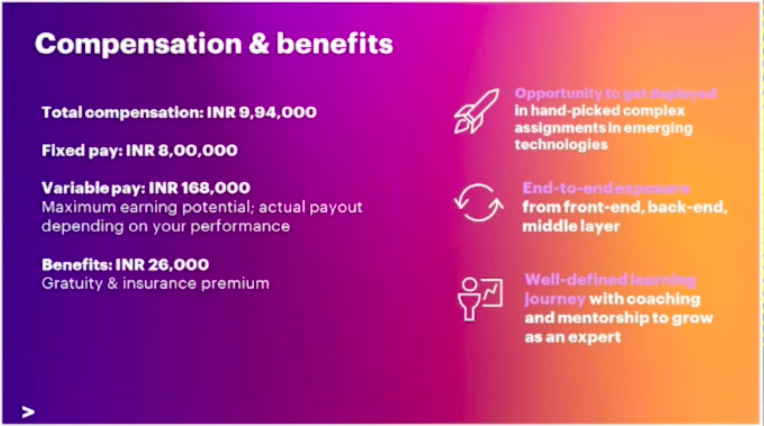 Compensation & benefits
Total compensation: INR 9,94,000
Fixed pay: INR 8,00,000
Variable pay: INR 168,000
Maximum earning potential; actual payout
depending on your performance
Benefits: INR 26,000
Gratuity & insurance premium
Opportunity to get deployed
in hand-picked complex
assignments in emerging
technologies
End-to-end exposure
from front-end, back-end,
middle layer
Well-defined learning
journey with coaching
and mentorship to grow
as an expert
>